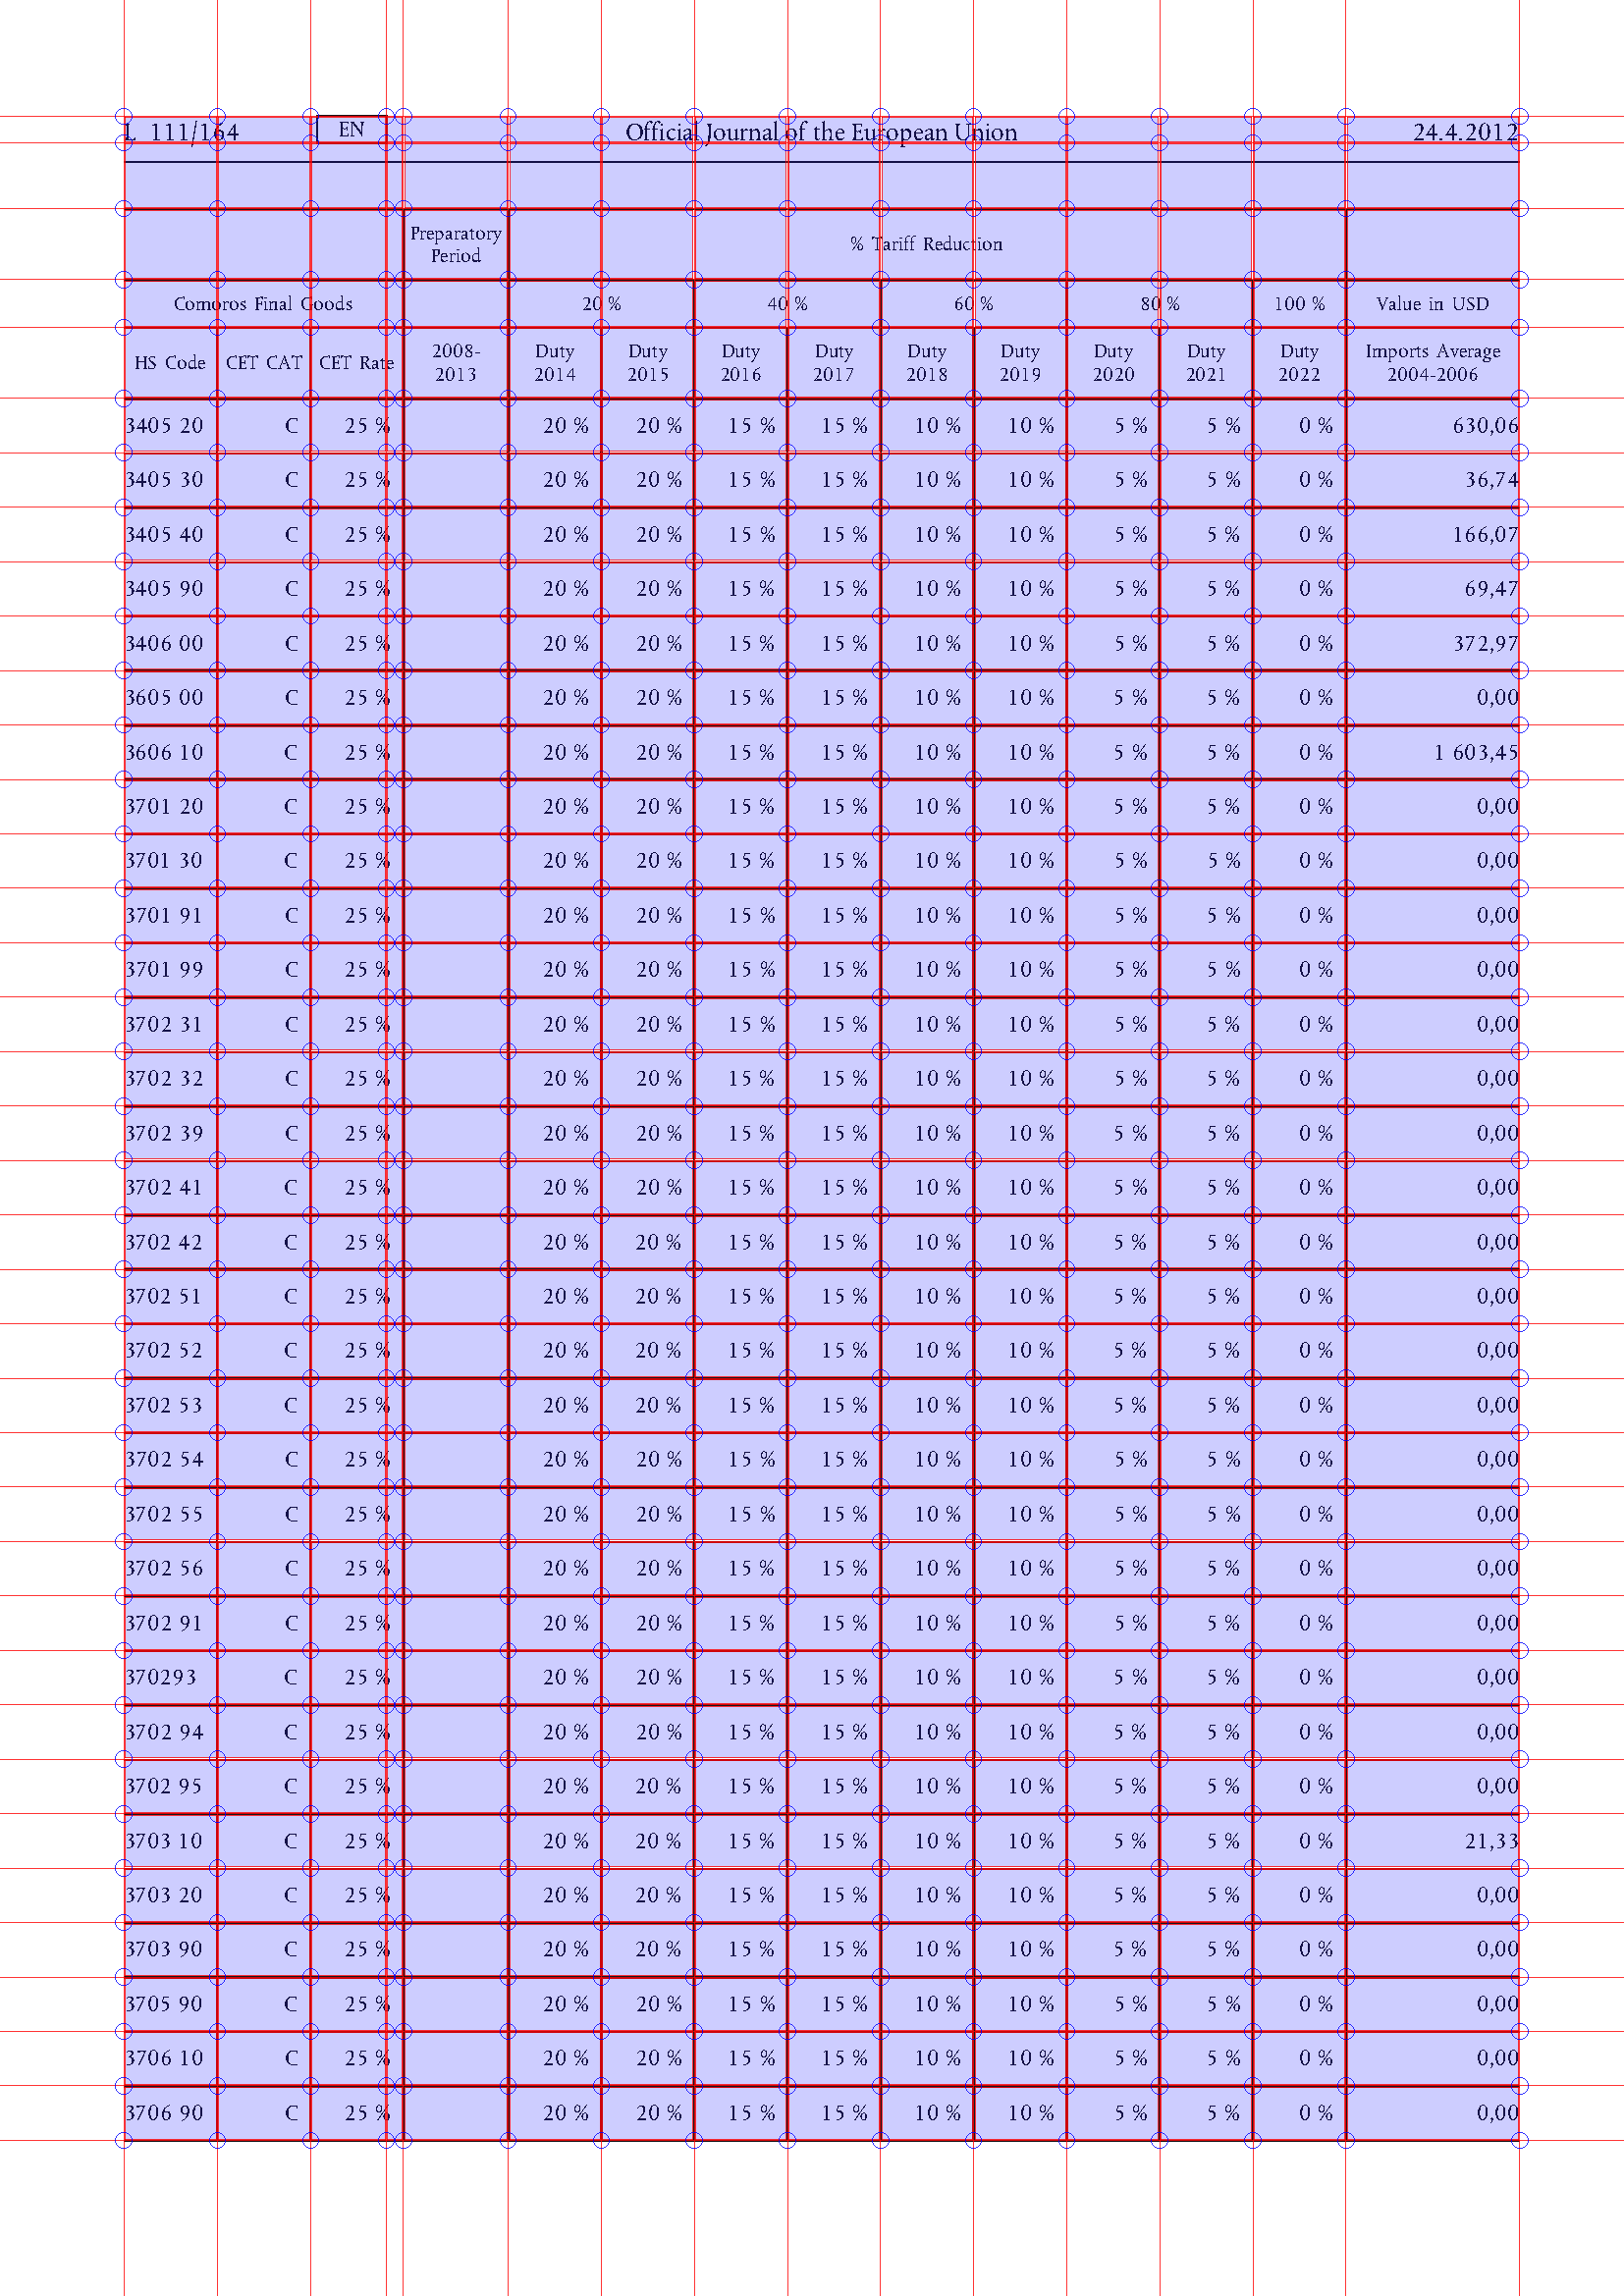 L 111/164 EN Official Journal of the European Union 24.4.2012
Preparatory Period % Tariff Reduction
Comoros Final Goods 20 % 40 % 60 % 80 % 100 % Value in USD
HS Code CET CAT CET Rate 2008-2013 Duty 2014 Duty 2015 Duty 2016 Duty 2017 Duty 2018 Duty 2019 Duty 2020 Duty 2021 Duty 2022 Imports Average 2004-2006
3405 20 C 25 % 20 % 20 % 15 % 15 % 10 % 10 % 5 % 5 % 0 % 630,06
3405 30 C 25 % 20 % 20 % 15 % 15 % 10 % 10 % 5 % 5 % 0 % 36,74
3405 40 C 25 % 20 % 20 % 15 % 15 % 10 % 10 % 5 % 5 % 0 % 166,07
3405 90 C 25 % 20 % 20 % 15 % 15 % 10 % 10 % 5 % 5 % 0 % 69,47
3406 00 C 25 % 20 % 20 % 15 % 15 % 10 % 10 % 5 % 5 % 0 % 372,97
3605 00 C 25 % 20 % 20 % 15 % 15 % 10 % 10 % 5 % 5 % 0 % 0,00
3606 10 C 25 % 20 % 20 % 15 % 15 % 10 % 10 % 5 % 5 % 0 % 1 603,45
3701 20 C 25 % 20 % 20 % 15 % 15 % 10 % 10 % 5 % 5 % 0 % 0,00
3701 30 C 25 % 20 % 20 % 15 % 15 % 10 % 10 % 5 % 5 % 0 % 0,00
3701 91 C 25 % 20 % 20 % 15 % 15 % 10 % 10 % 5 % 5 % 0 % 0,00
3701 99 C 25 % 20 % 20 % 15 % 15 % 10 % 10 % 5 % 5 % 0 % 0,00
3702 31 C 25 % 20 % 20 % 15 % 15 % 10 % 10 % 5 % 5 % 0 % 0,00
3702 32 C 25 % 20 % 20 % 15 % 15 % 10 % 10 % 5 % 5 % 0 % 0,00
3702 39 C 25 % 20 % 20 % 15 % 15 % 10 % 10 % 5 % 5 % 0 % 0,00
3702 41 C 25 % 20 % 20 % 15 % 15 % 10 % 10 % 5 % 5 % 0 % 0,00
3702 42 C 25 % 20 % 20 % 15 % 15 % 10 % 10 % 5 % 5 % 0 % 0,00
3702 51 C 25 % 20 % 20 % 15 % 15 % 10 % 10 % 5 % 5 % 0 % 0,00
3702 52 C 25 % 20 % 20 % 15 % 15 % 10 % 10 % 5 % 5 % 0 % 0,00
3702 53 C 25 % 20 % 20 % 15 % 15 % 10 % 10 % 5 % 5 % 0 % 0,00
3702 54 C 25 % 20 % 20 % 15 % 15 % 10 % 10 % 5 % 5 % 0 % 0,00
3702 55 C 25 % 20 % 20 % 15 % 15 % 10 % 10 % 5 % 5 % 0 % 0,00
3702 56 C 25 % 20 % 20 % 15 % 15 % 10 % 10 % 5 % 5 % 0 % 0,00
3702 91 C 25 % 20 % 20 % 15 % 15 % 10 % 10 % 5 % 5 % 0 % 0,00
370293 C 25 % 20 % 20 % 15 % 15 % 10 % 10 % 5 % 5 % 0 % 0,00
3702 94 C 25 % 20 % 20 % 15 % 15 % 10 % 10 % 5 % 5 % 0 % 0,00
3702 95 C 25 % 20 % 20 % 15 % 15 % 10 % 10 % 5 % 5 % 0 % 0,00
3703 10 C 25 % 20 % 20 % 15 % 15 % 10 % 10 % 5 % 5 % 0 % 21,33
3703 20 C 25 % 20 % 20 % 15 % 15 % 10 % 10 % 5 % 5 % 0 % 0,00
3703 90 C 25 % 20 % 20 % 15 % 15 % 10 % 10 % 5 % 5 % 0 % 0,00
3705 90 C 25 % 20 % 20 % 15 % 15 % 10 % 10 % 5 % 5 % 0 % 0,00
3706 10 C 25 % 20 % 20 % 15 % 15 % 10 % 10 % 5 % 5 % 0 % 0,00
3706 90 C 25 % 20 % 20 % 15 % 15 % 10 % 10 % 5 % 5 % 0 % 0,00